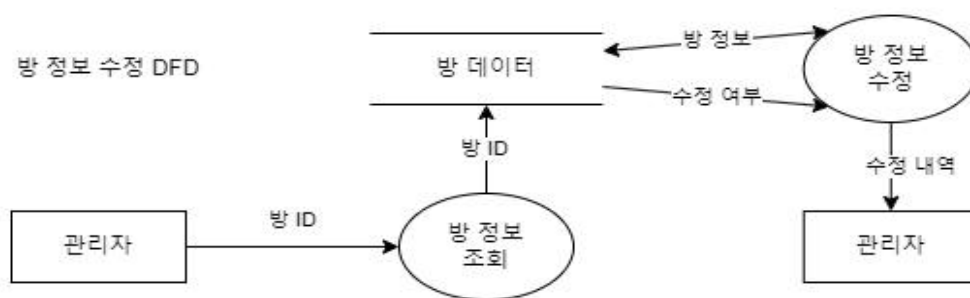 방 정보 수정 DFD
방 데이터
방 정보
수정 여부
방 정보
수정
방 ID
수정 내역
관리자
방 ID
방 정보
조회
관리자